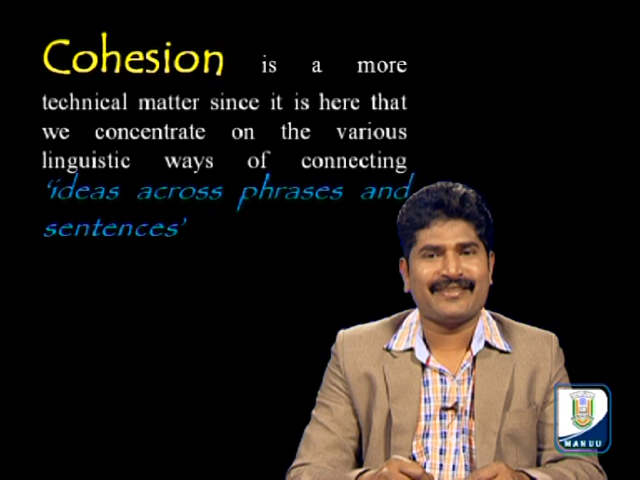 Cohesion is a more
technical matter since it is here that
we concentrate on the various
linguistic ways of connecting
‘ideas across phrases and
sentences’
MANUU